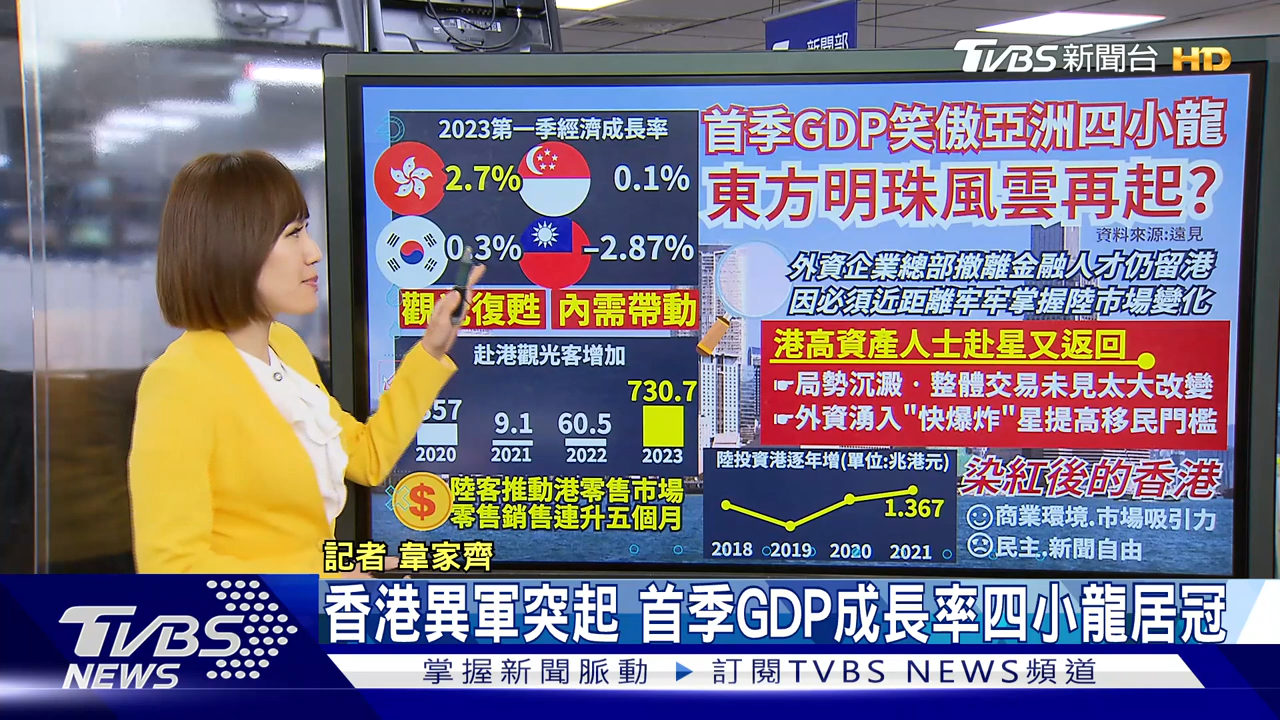 新聞部
TVBS新聞台 HD
2023第一季經濟成長率
2.7%
0.1%
0.3%
-2.87%
觀光復甦
內需帶動
赴港觀光客增加
357
9.1
60.5
730.7
2020
2021
2022
2023
陸客推動港零售市場
零售銷售連升五個月
首季GDP笑傲亞洲四小龍
東方明珠風雲再起?
資料來源:遠見
外資企業總部撤離金融人才仍留港
因必須近距離牢牢掌握陸市場變化
港高資產人士赴星又返回
☛局勢沉澱·整體交易未見太大改變
☛外資湧入"快爆炸"星提高移民門檻
陸投資港逐年增(單位:兆港元)
1.367
2018
2019
2020
2021
染紅後的香港
商業環境.市場吸引力
民主.新聞自由
記者 韋家齊
香港異軍突起 首季GDP成長率四小龍居冠
TVBS NEWS
掌握新聞脈動 ▶ 訂閱TVBS NEWS頻道